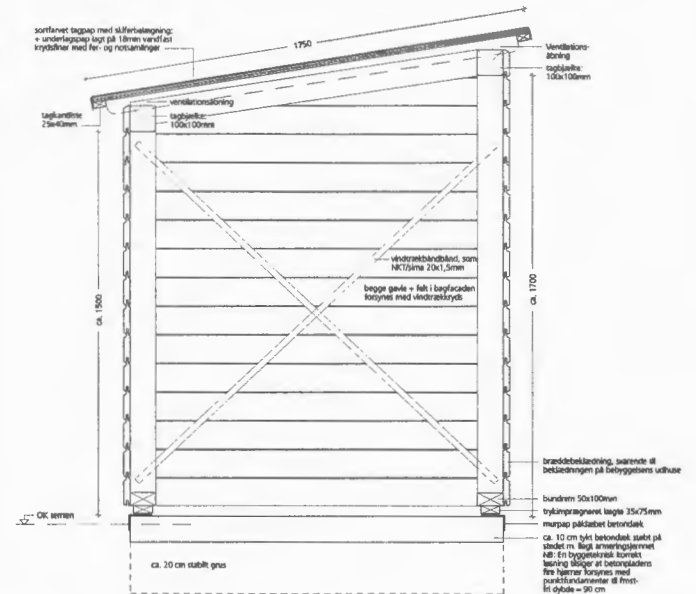 sortfarvet tagpap med skiferbelægning;
+ underlagspap lagt på 18mm vandfast
krydsfiner med fer- og notsamlinger
1750
Ventilations-
åbning
tagbjælke:
100x100mm
ventilationsåbning
tagkantliste
25x40mm
tagbjælke:
100x100mm
vindtrækbåndbånd, som
NKT/sima 20x1,5mm
begge gavle + felt i bagfacaden
forsynes med vindtrækkryds
ca. 1500
ca. 1700
bræddebeklædning, svarende til
beklædningen på bebyggelsens udhuse
bundrem 50x100mm
trykimprægneret lægte 35x75mm
OK terræn
murpap påklæbet betondæk
ca. 10 cm tykt betondæk støbt på
stedet m. ilagt armeringsjernnet
NB: En byggeteknisk korrekt
løsning tilsiger at betonpladens
fire hjørner forsynes med
punktfundamenter til frost-
fri dybde = 90 cm
ca. 20 cm stabilt grus